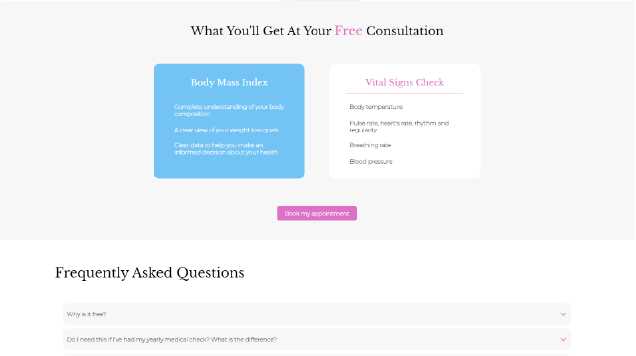 What You'll Get At Your Free Consultation
Body Mass Index
Complete understanding of your body
composition
A clear view of your weight loss goals
Clear data to help you make an
informed decision about your health
Vital Signs Check
Body temperature
Pulse rate, heart's rate, rhythm and
regularity
Breathing rate
Blood pressure
Book my appointment
Frequently Asked Questions
Why is it free?
Do I need this if I've had my yearly medical check? What is the difference?